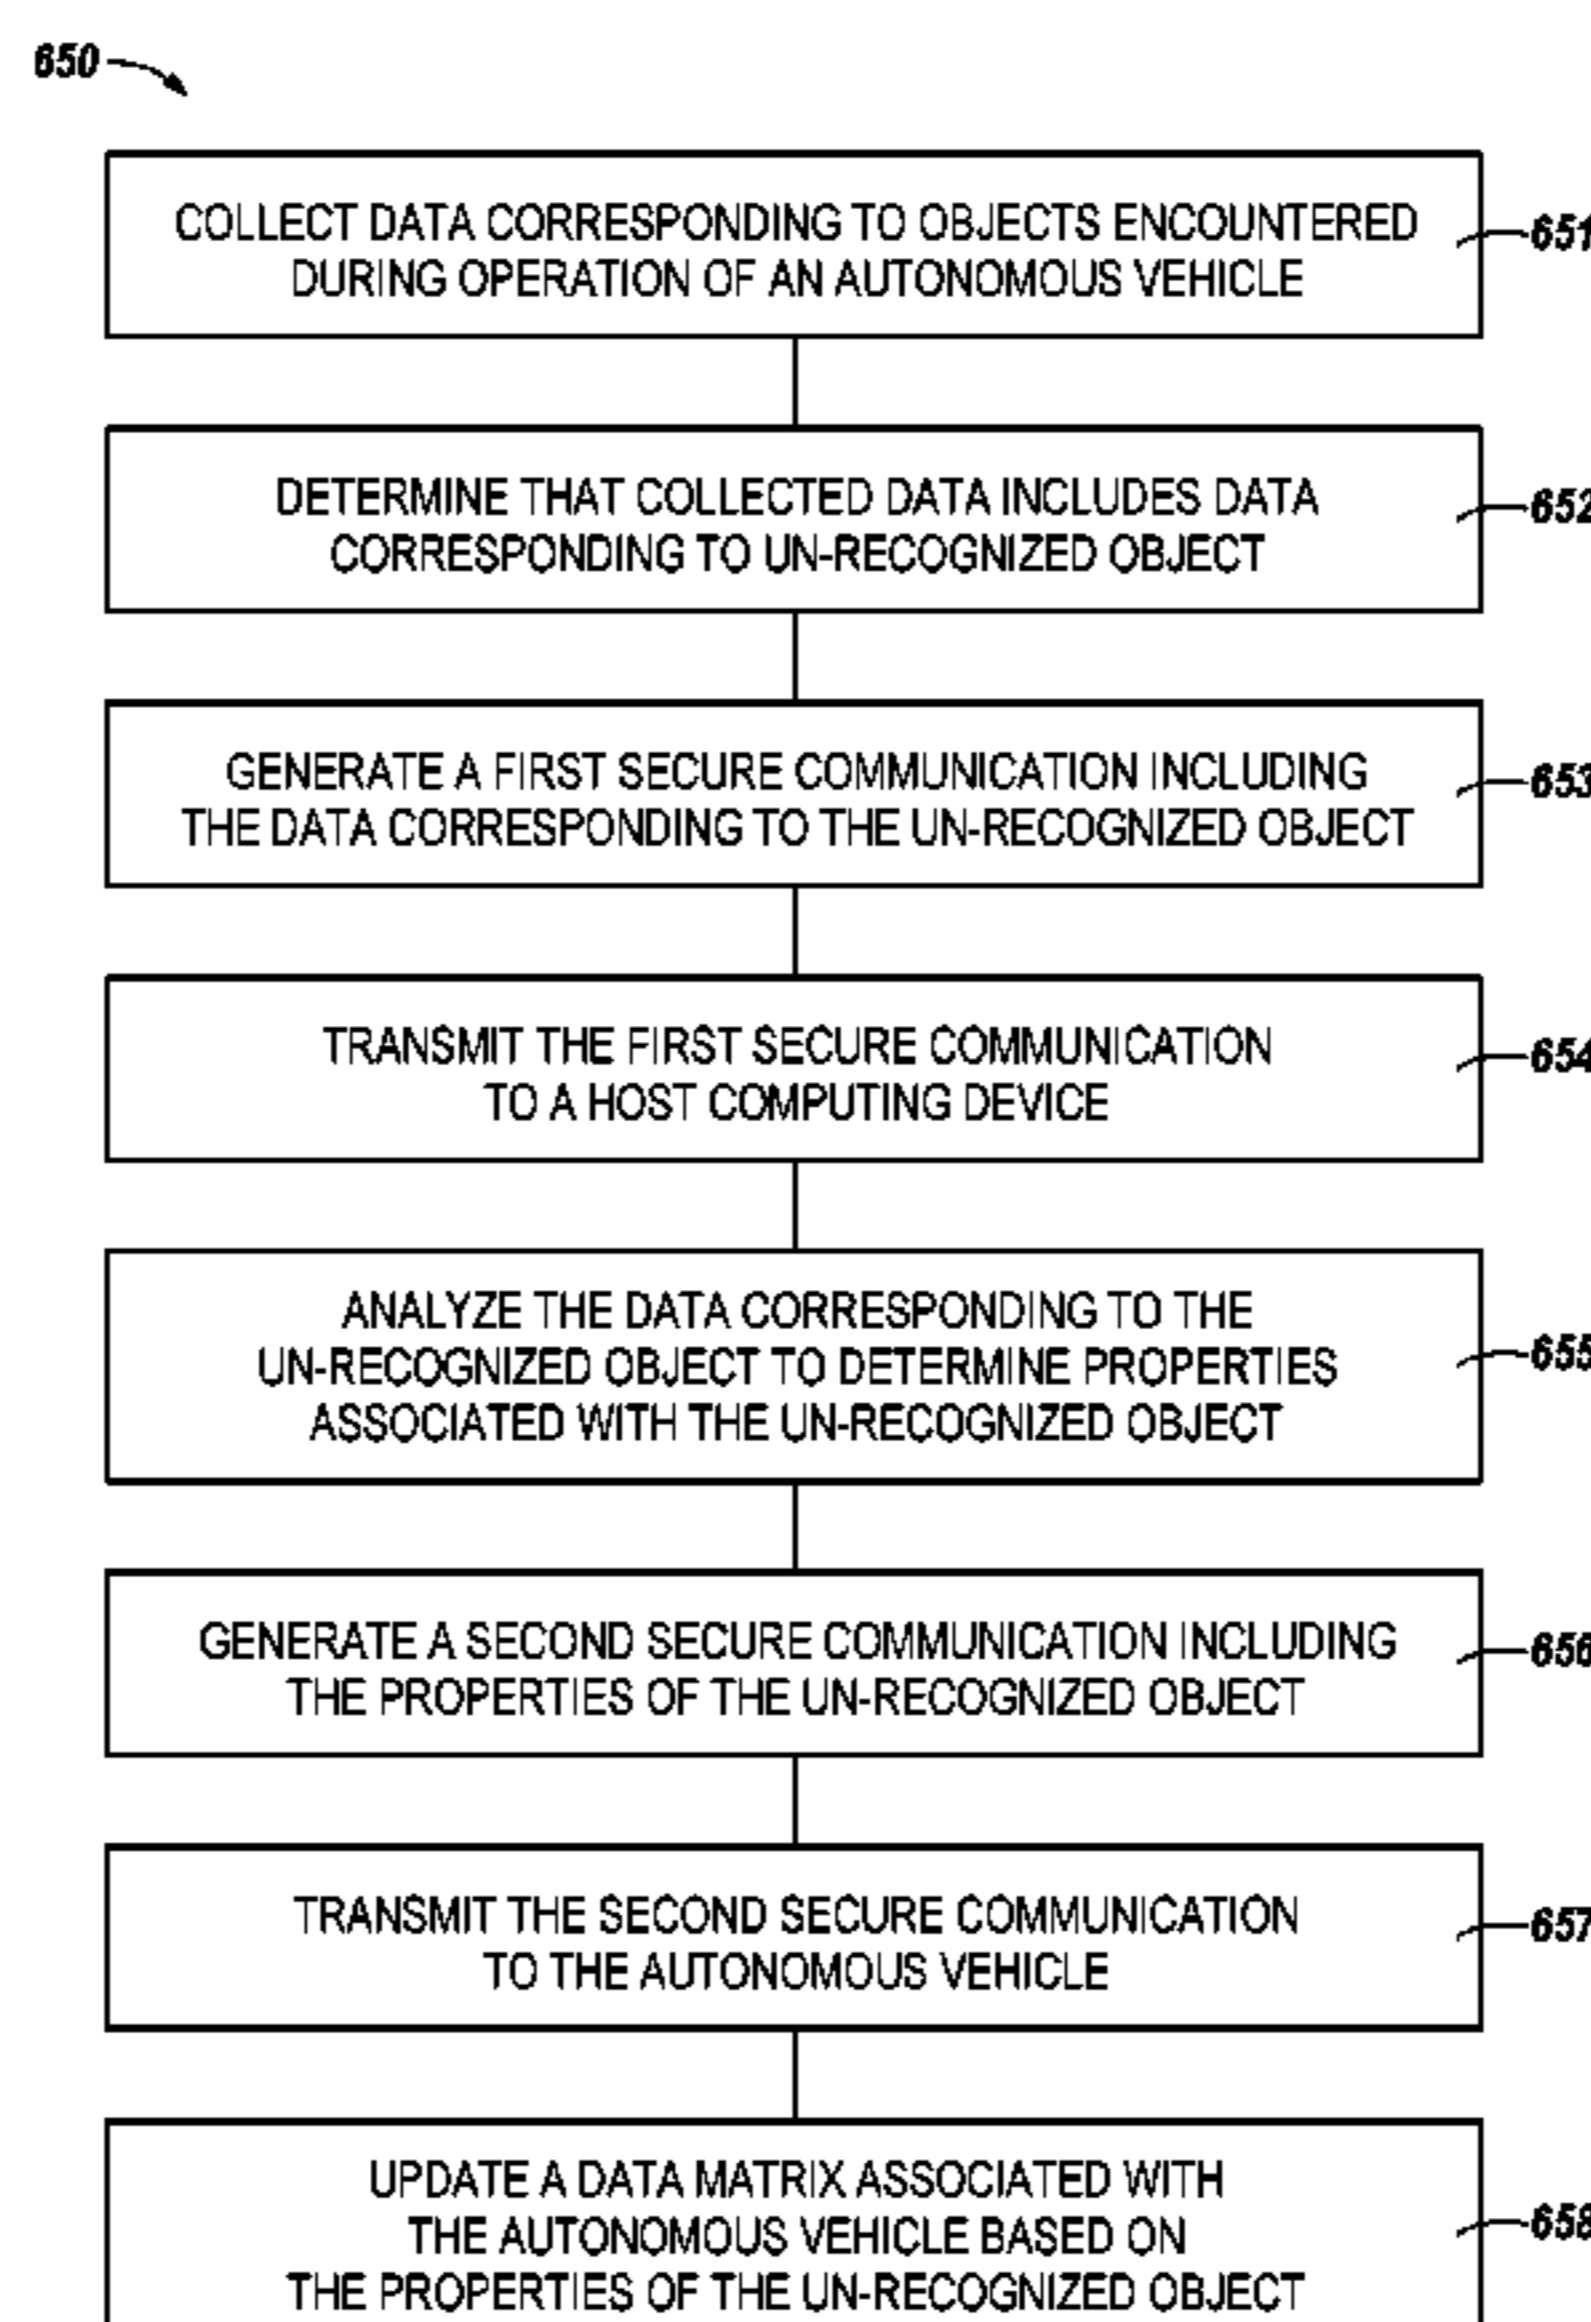 650
COLLECT DATA CORRESPONDING TO OBJECTS ENCOUNTERED
DURING OPERATION OF AN AUTONOMOUS VEHICLE
651
DETERMINE THAT COLLECTED DATA INCLUDES DATA
CORRESPONDING TO UN-RECOGNIZED OBJECT
652
GENERATE A FIRST SECURE COMMUNICATION INCLUDING
THE DATA CORRESPONDING TO THE UN-RECOGNIZED OBJECT
653
TRANSMIT THE FIRST SECURE COMMUNICATION
TO A HOST COMPUTING DEVICE
654
ANALYZE THE DATA CORRESPONDING TO THE
UN-RECOGNIZED OBJECT TO DETERMINE PROPERTIES
ASSOCIATED WITH THE UN-RECOGNIZED OBJECT
655
GENERATE A SECOND SECURE COMMUNICATION INCLUDING
THE PROPERTIES OF THE UN-RECOGNIZED OBJECT
656
TRANSMIT THE SECOND SECURE COMMUNICATION
TO THE AUTONOMOUS VEHICLE
657
UPDATE A DATA MATRIX ASSOCIATED WITH
THE AUTONOMOUS VEHICLE BASED ON
THE PROPERTIES OF THE UN-RECOGNIZED OBJECT
658